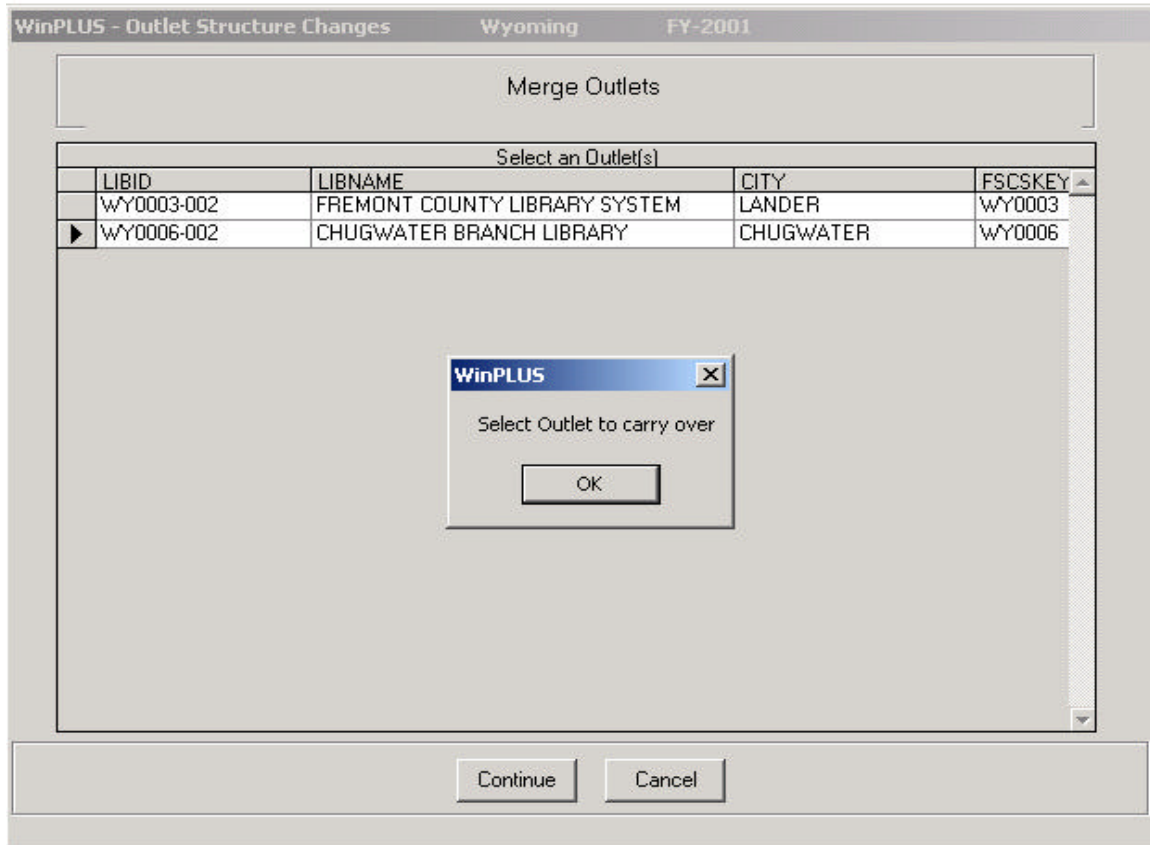 WinPLUS - Outlet Structure Changes Wyoming FY-2001
Merge Outlets
Select an Outlet(s)
LIBID LIBNAME CITY FSCSKEY
WY0003-002 FREMONT COUNTY LIBRARY SYSTEM LANDER WY0003
WY0006-002 CHUGWATER BRANCH LIBRARY CHUGWATER WY0006
WinPLUS
Select Outlet to carry over
OK
Continue Cancel